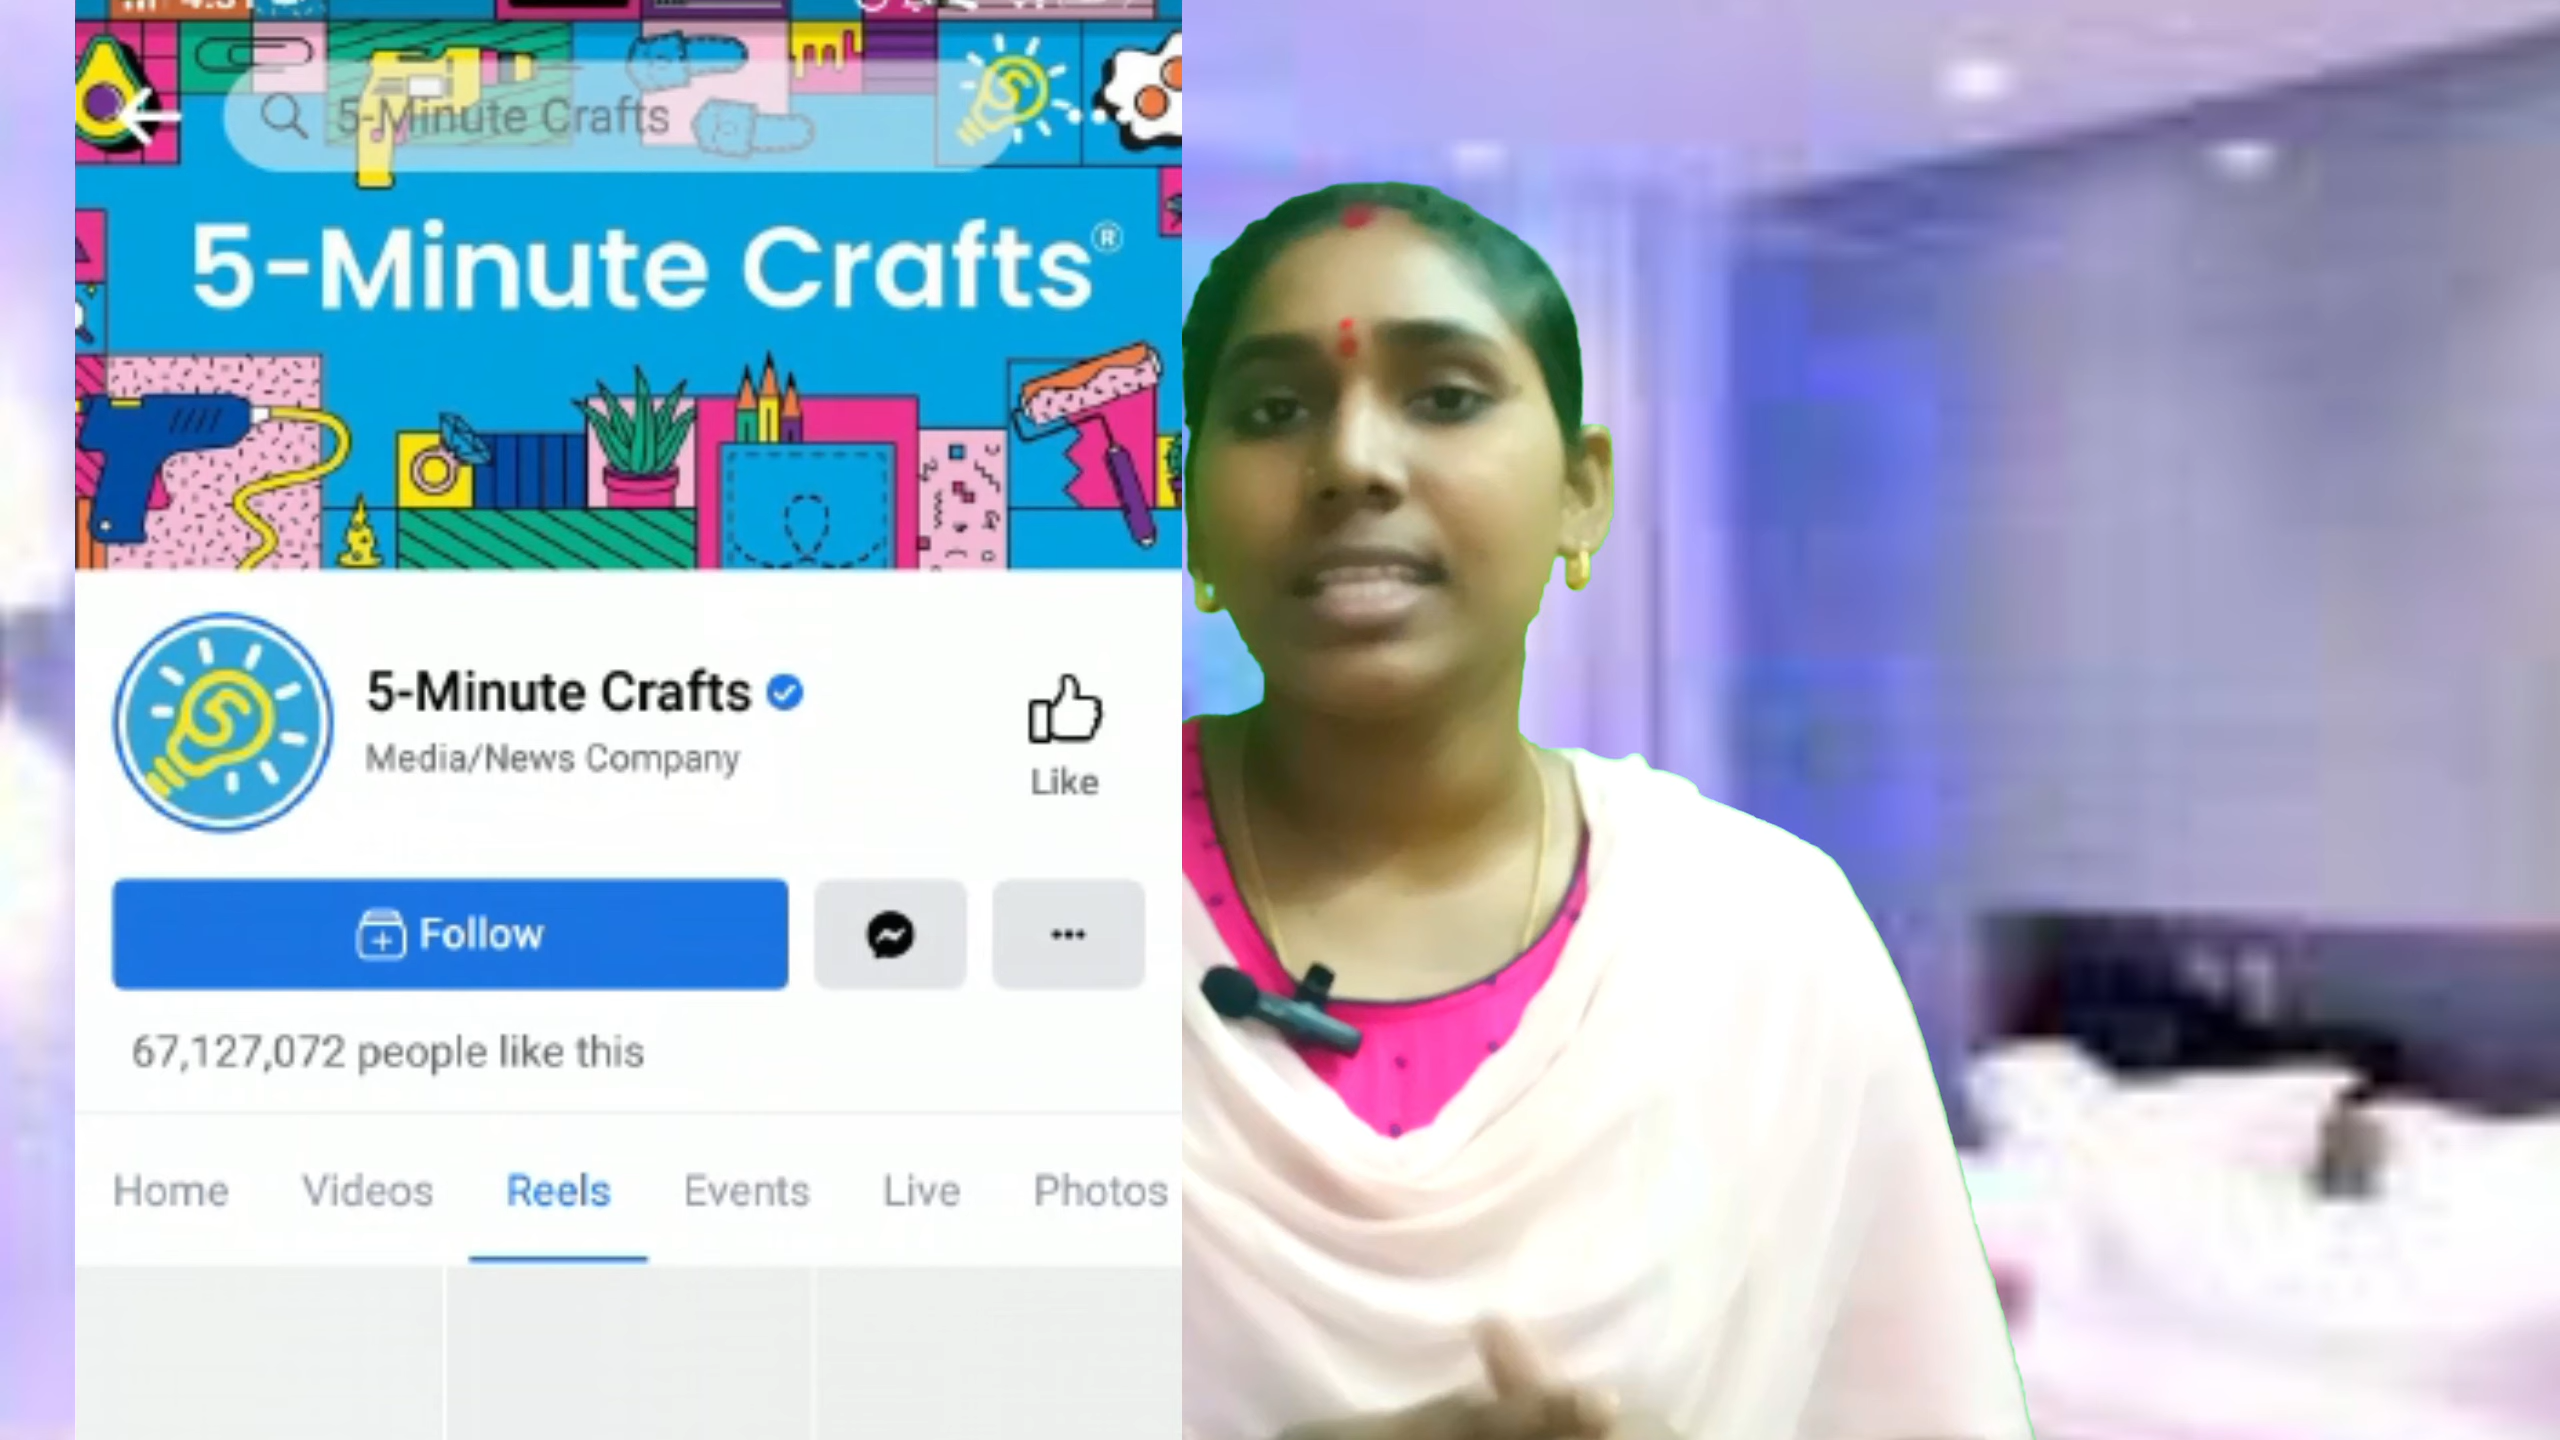 5-Minute Crafts
5-Minute Crafts®
5-Minute Crafts
Media/News Company
Like
Follow
67,127,072 people like this
Home Videos Reels Events Live Photos